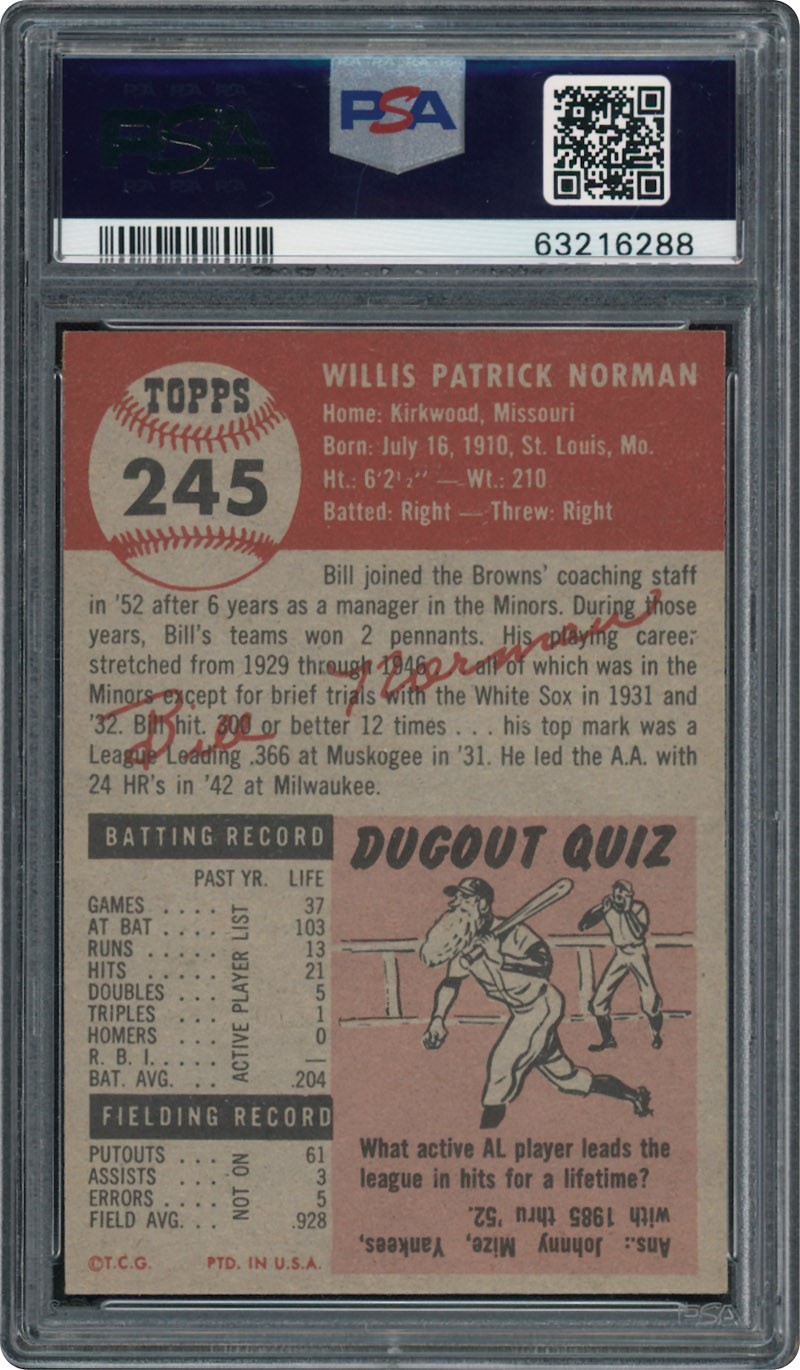 PSA
PSA
63216288
TOPPS
245
WILLIS PATRICK NORMAN
Home: Kirkwood, Missouri
Born: July 16, 1910, St. Louis, Mo.
Ht.: 6'2½" — Wt.: 210
Batted: Right — Threw: Right
Bill joined the Browns' coaching staff
in '52 after 6 years as a manager in the Minors. During those
years, Bill's teams won 2 pennants. His playing career
stretched from 1929 through 1946 . . . all of which was in the
Minors except for brief trials with the White Sox in 1931 and
'32. Bill hit .300 or better 12 times . . . his top mark was a
League Leading .366 at Muskogee in '31. He led the A.A. with
24 HR's in '42 at Milwaukee.
Bill Norman
BATTING RECORD
PAST YR. LIFE
GAMES . . . . 37
AT BAT . . . . 103
RUNS . . . . . 13
HITS . . . . . 21
DOUBLES . . . 5
TRIPLES . . . 1
HOMERS . . . 0
R. B. I. . . . . . —
BAT. AVG. . . .204
NOT ON ACTIVE PLAYER LIST
FIELDING RECORD
PUTOUTS . . . 61
ASSISTS . . . 3
ERRORS . . . 5
FIELD AVG. . . .928
©T.C.G. PTD. IN U.S.A.
DUGOUT QUIZ
What active AL player leads the
league in hits for a lifetime?
Ans.: Johnny Mize, Yankees,
with 1985 thru '52.
PSA